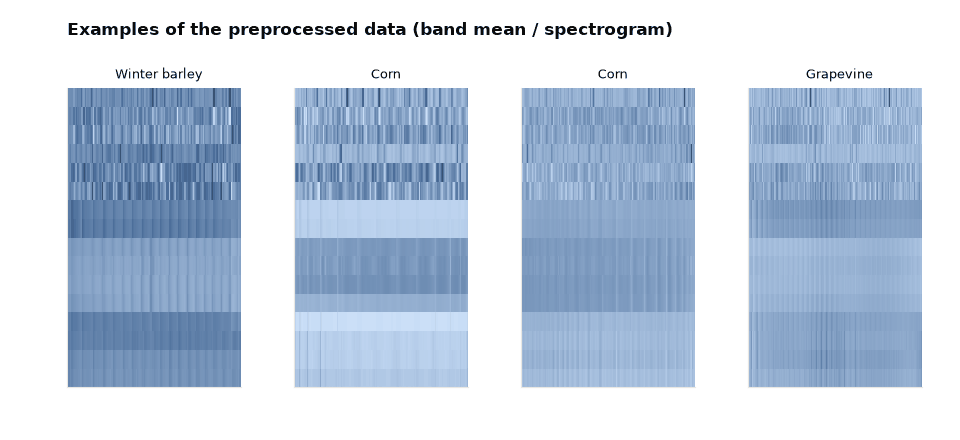 Examples of the preprocessed data (band mean / spectrogram)
Winter barley
Corn
Corn
Grapevine